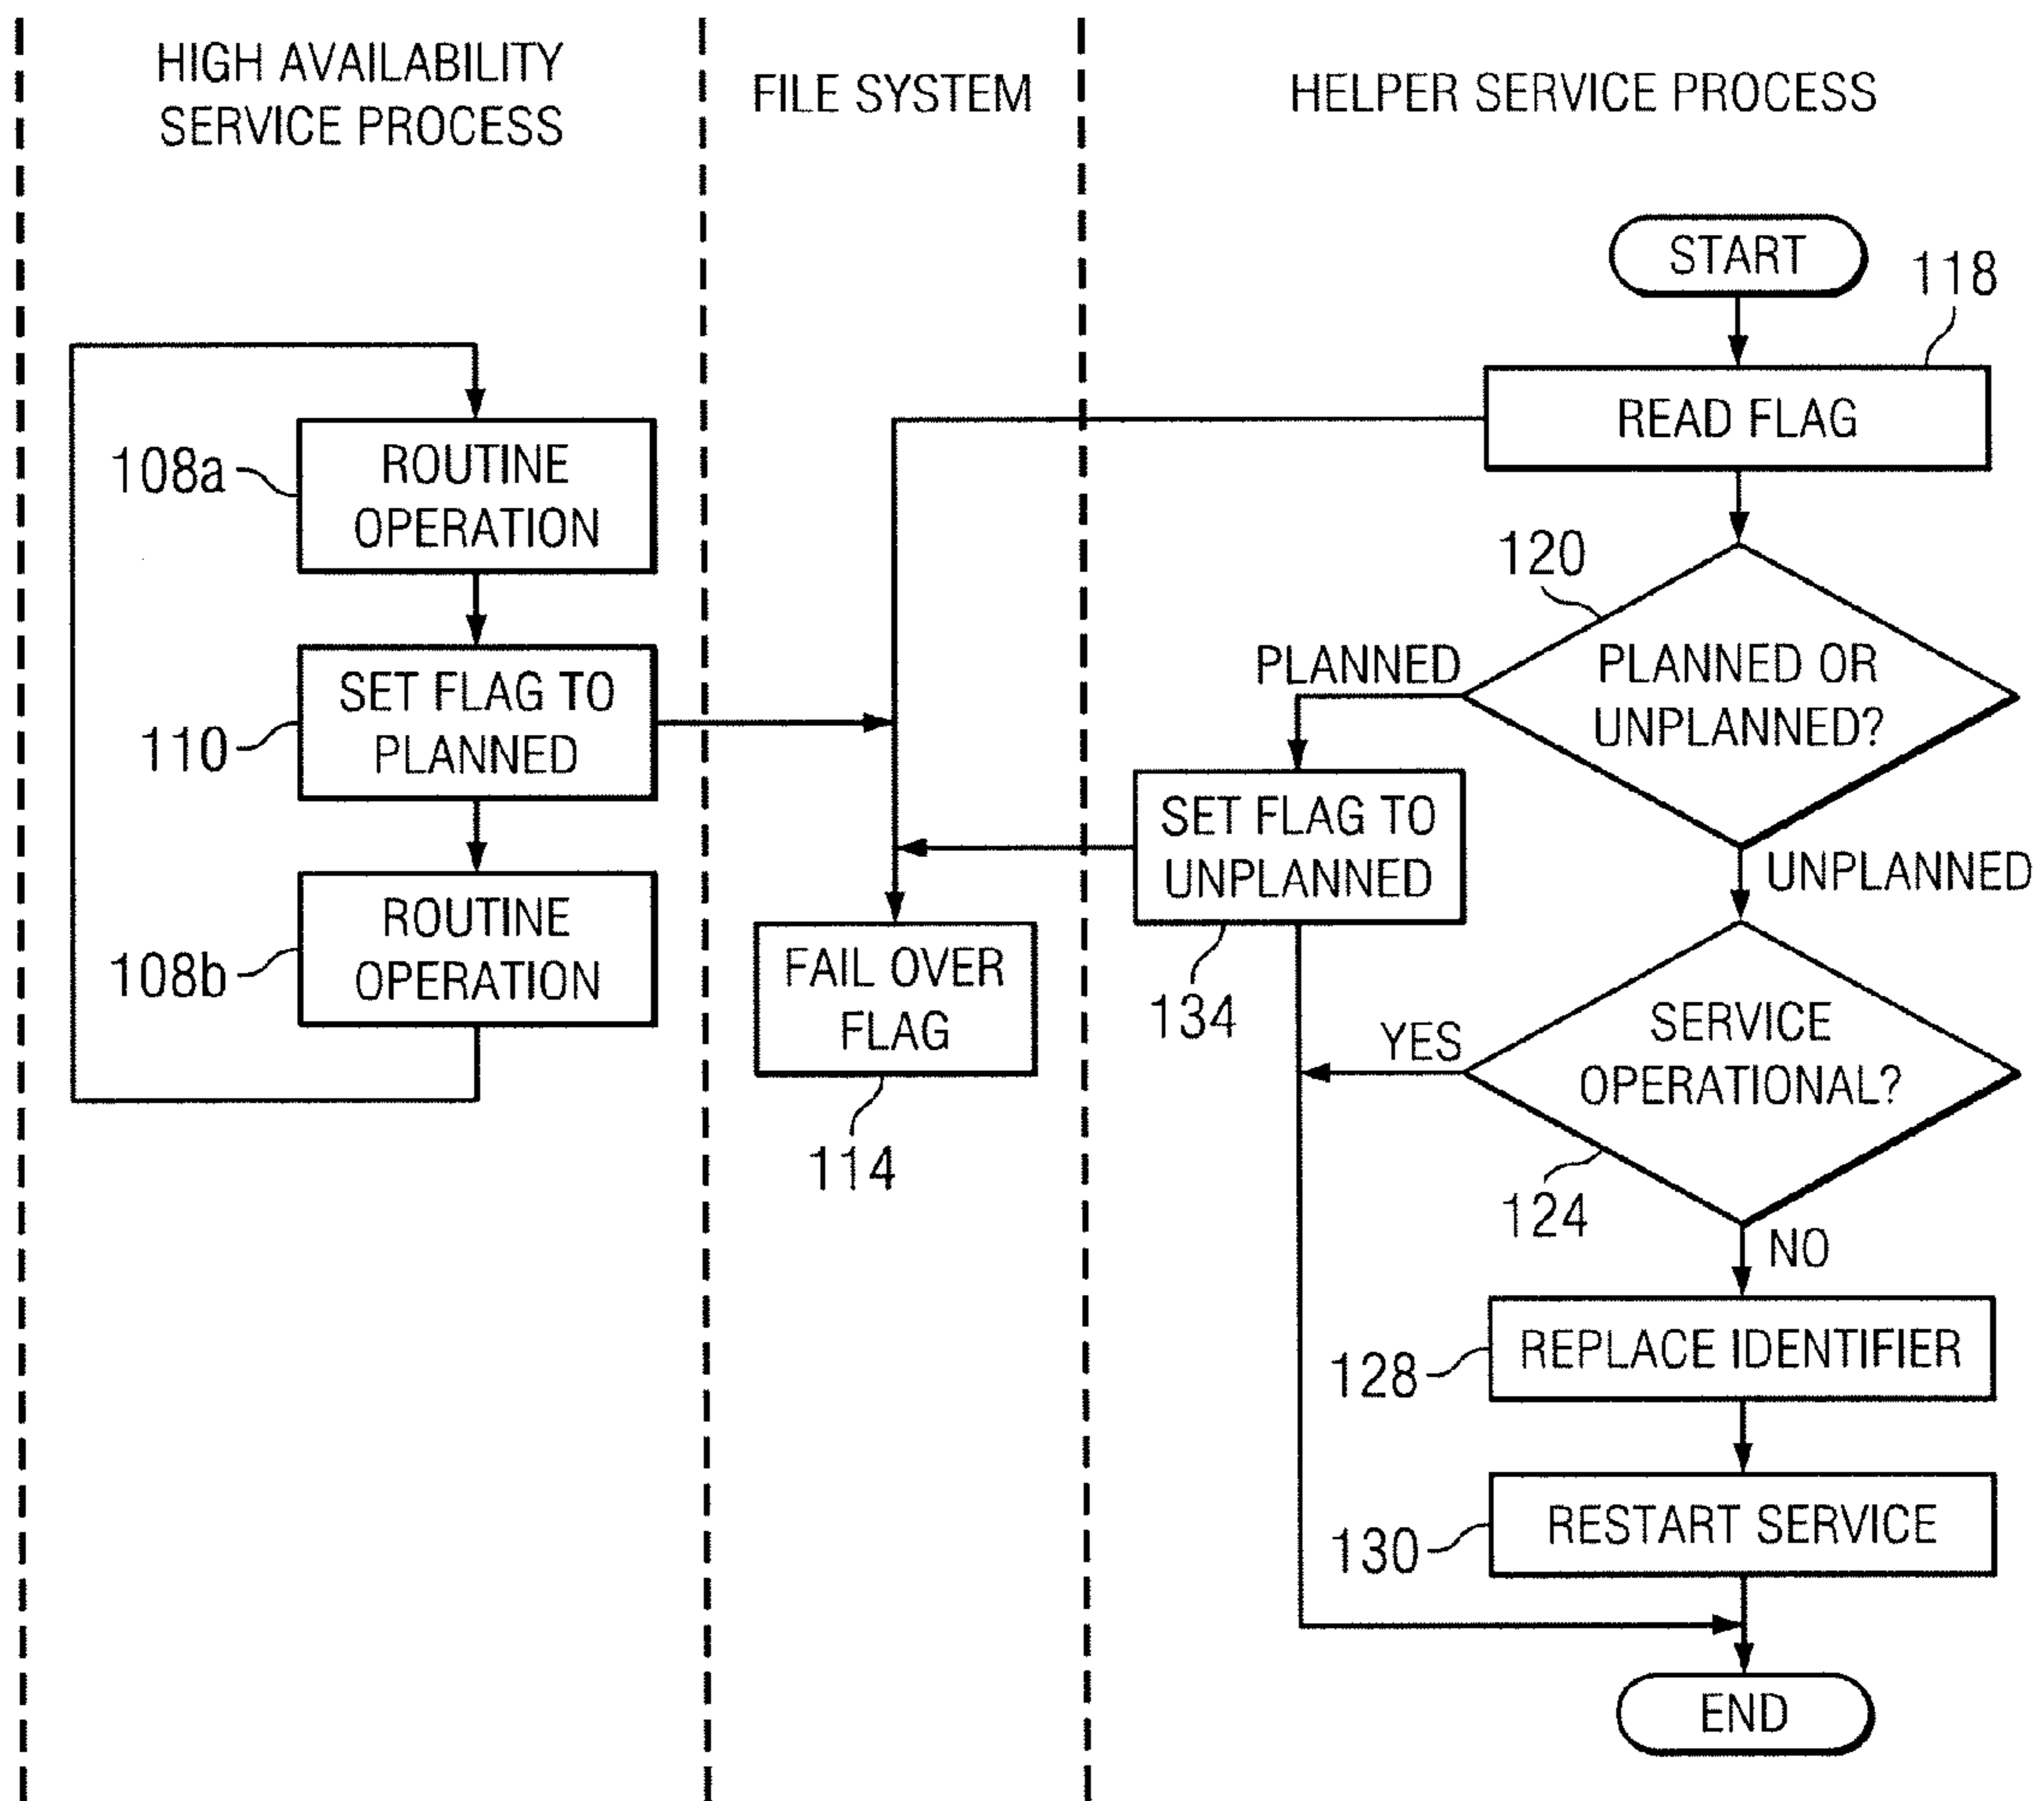 HIGH AVAILABILITY
SERVICE PROCESS
FILE SYSTEM
HELPER SERVICE PROCESS
108a
ROUTINE
OPERATION
110
SET FLAG TO
PLANNED
108b
ROUTINE
OPERATION
FAIL OVER
FLAG
114
START
118
READ FLAG
120
PLANNED OR
UNPLANNED?
PLANNED
UNPLANNED
SET FLAG TO
UNPLANNED
134
SERVICE
OPERATIONAL?
YES
124
NO
128
REPLACE IDENTIFIER
130
RESTART SERVICE
END